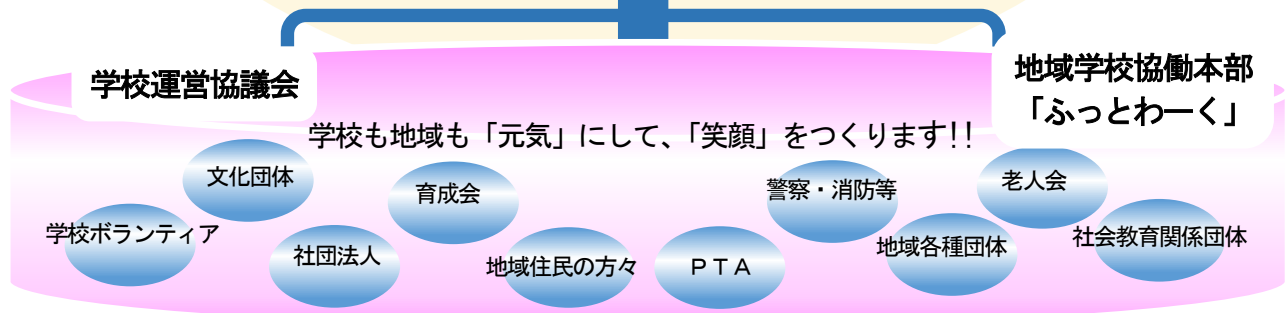 学校運営協議会
地域学校協働本部
「ふっとわーく」
学校も地域も「元気」にして、「笑顔」をつくります!!
文化団体
育成会
警察・消防等
老人会
学校ボランティア
社団法人
地域住民の方々
ＰＴＡ
地域各種団体
社会教育関係団体